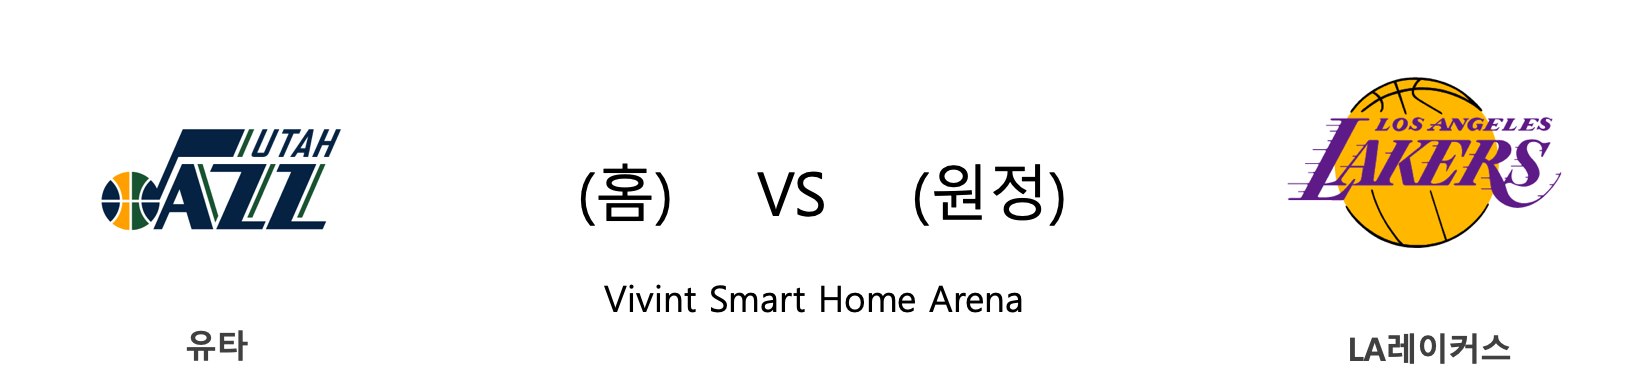 UTAH
JAZZ
(홈) VS (원정)
LOS ANGELES
LAKERS
Vivint Smart Home Arena
유타
LA레이커스